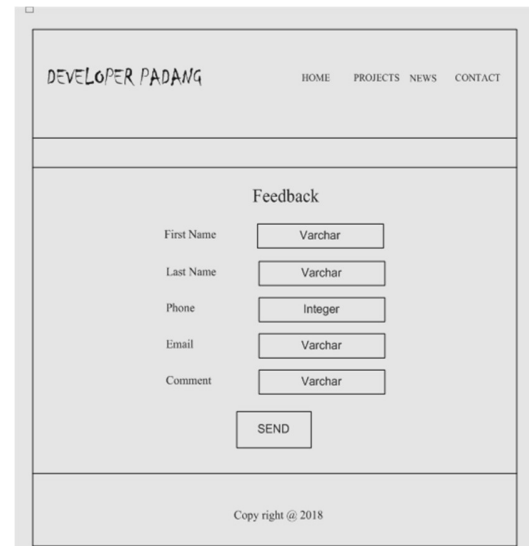 DEVELOPER PADANG HOME PROJECTS NEWS CONTACT
Feedback
First Name Varchar
Last Name Varchar
Phone Integer
Email Varchar
Comment Varchar
SEND
Copy right @ 2018